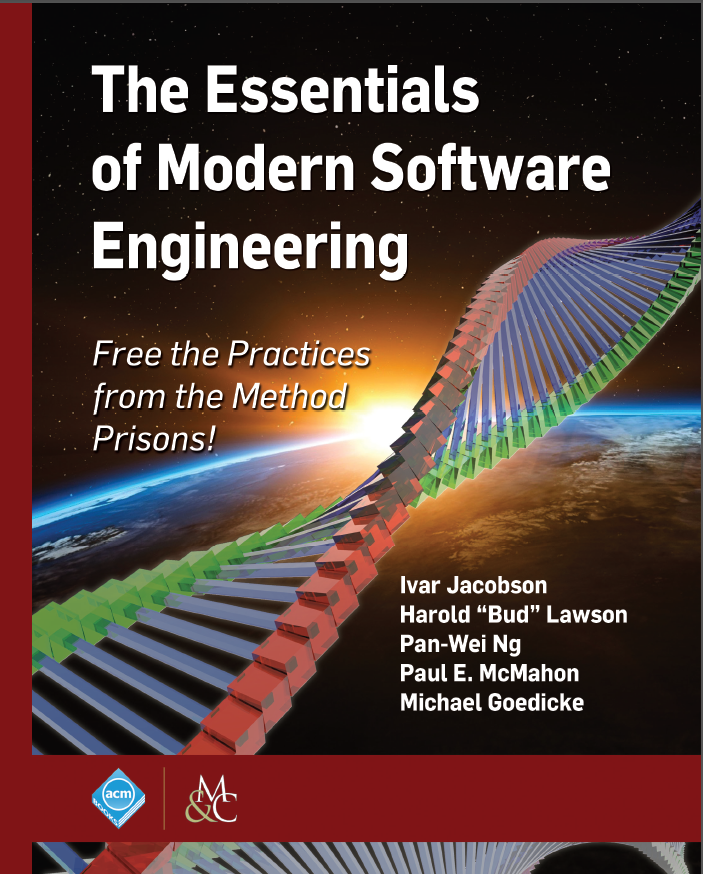 The Essentials
of Modern Software
Engineering
Free the Practices
from the Method
Prisons!
Ivar Jacobson
Harold “Bud” Lawson
Pan-Wei Ng
Paul E. McMahon
Michael Goedicke
acm
BOOKS
M
&C